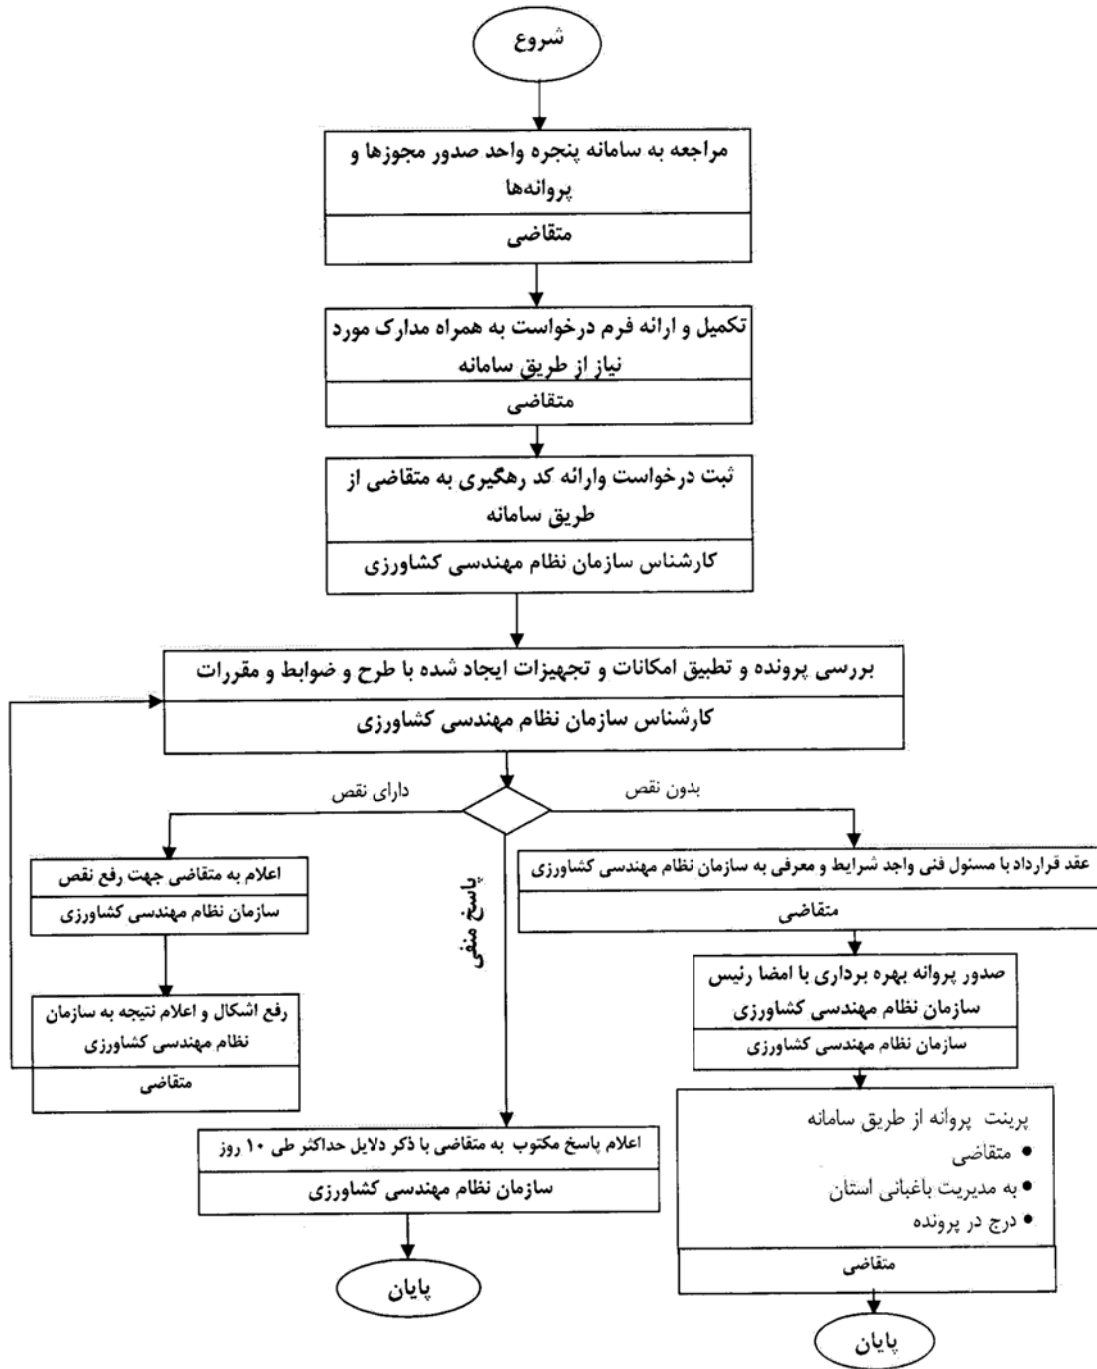 شروع
مراجعه به سامانه پنجره واحد صدور مجوزها و
پروانه‌ها
متقاضی
تکمیل و ارائه فرم درخواست به همراه مدارک مورد
نیاز از طریق سامانه
متقاضی
ثبت درخواست وارائه کد رهگیری به متقاضی از
طریق سامانه
کارشناس سازمان نظام مهندسی کشاورزی
بررسی پرونده و تطبیق امکانات و تجهیزات ایجاد شده با طرح و ضوابط و مقررات
کارشناس سازمان نظام مهندسی کشاورزی
بدون نقص
دارای نقص
پاسخ منفی
عقد قرارداد با مسئول فنی واجد شرایط و معرفی به سازمان نظام مهندسی کشاورزی
متقاضی
صدور پروانه بهره برداری با امضا رئیس
سازمان نظام مهندسی کشاورزی
سازمان نظام مهندسی کشاورزی
پرینت پروانه از طریق سامانه
• متقاضی
• به مدیریت باغبانی استان
• درج در پرونده
متقاضی
پایان
اعلام به متقاضی جهت رفع نقص
سازمان نظام مهندسی کشاورزی
رفع اشکال و اعلام نتیجه به سازمان
نظام مهندسی کشاورزی
متقاضی
اعلام پاسخ مکتوب به متقاضی با ذکر دلایل حداکثر طی ۱۰ روز
سازمان نظام مهندسی کشاورزی
پایان